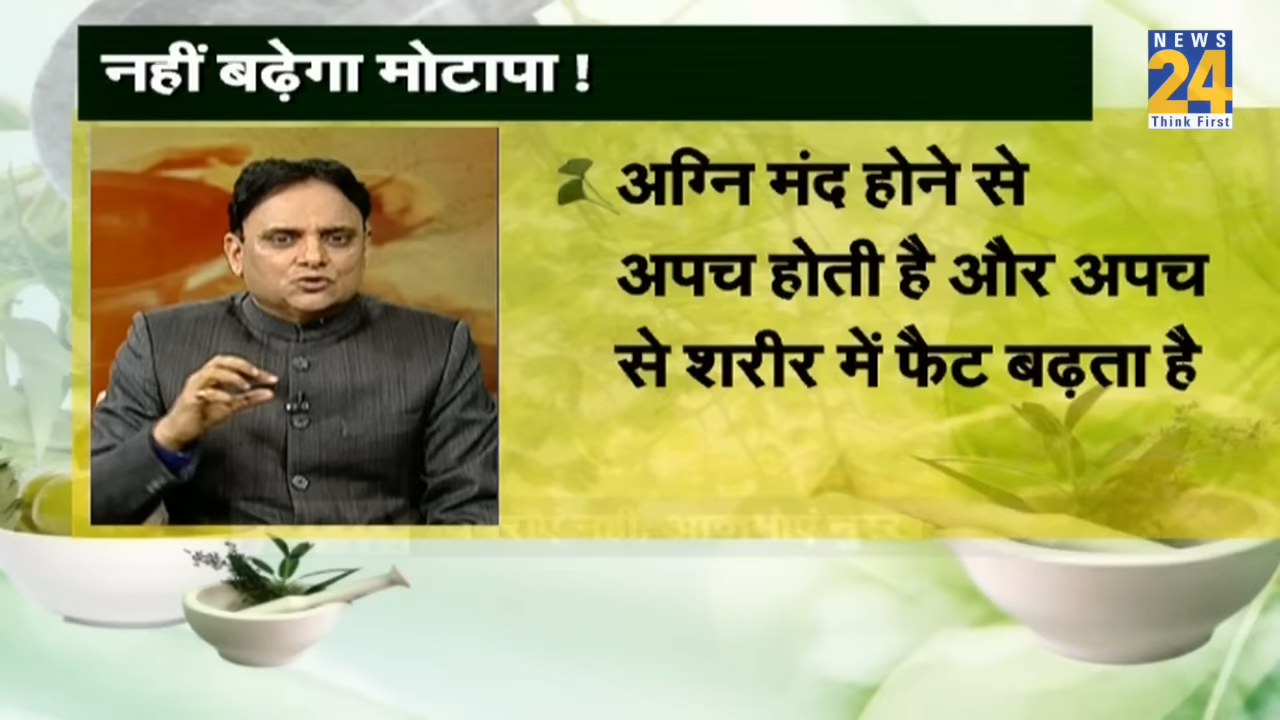 नहीं बढ़ेगा मोटापा !
NEWS
24
Think First
अग्नि मंद होने से
अपच होती है और अपच
से शरीर में फैट बढ़ता है